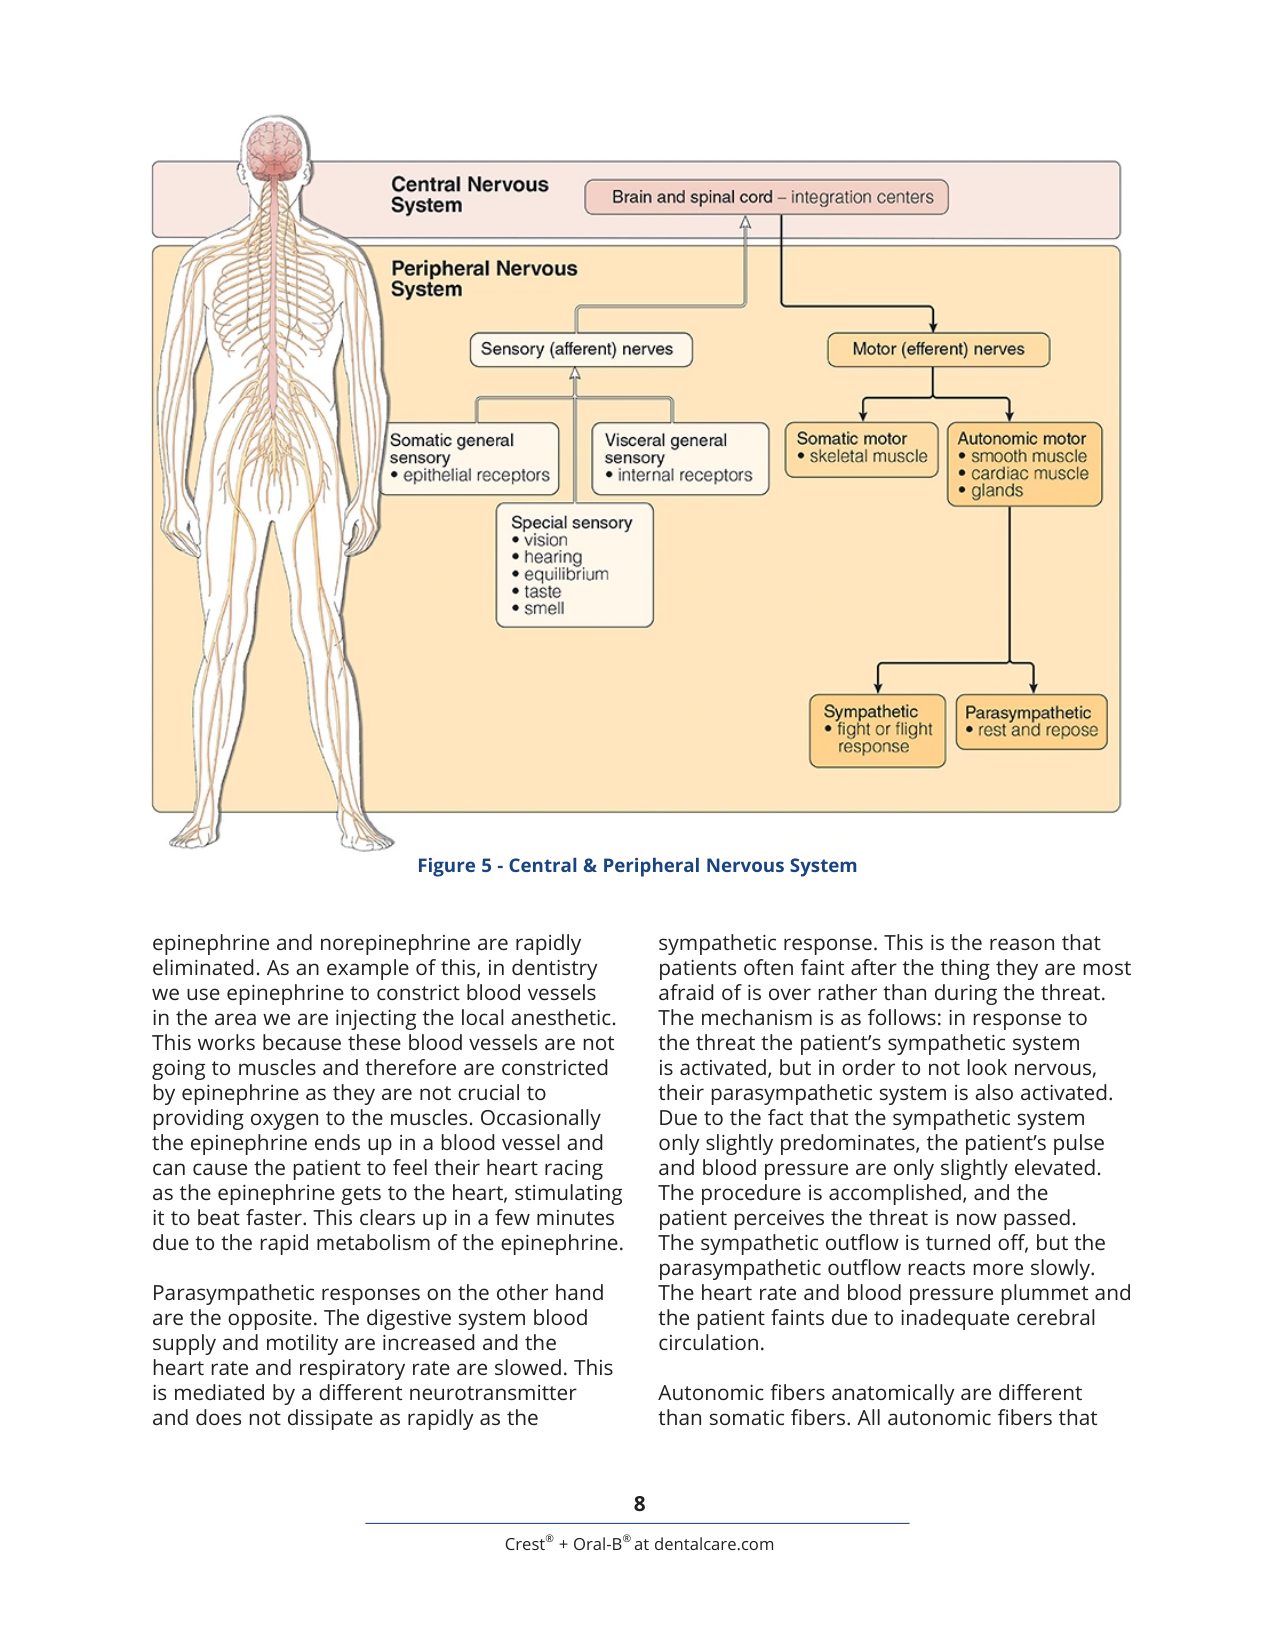 Central Nervous
System
Brain and spinal cord – integration centers
Peripheral Nervous
System
Sensory (afferent) nerves
Motor (efferent) nerves
Somatic general
sensory
• epithelial receptors
Visceral general
sensory
• internal receptors
Somatic motor
• skeletal muscle
Autonomic motor
• smooth muscle
• cardiac muscle
• glands
Special sensory
• vision
• hearing
• equilibrium
• taste
• smell
Sympathetic
• fight or flight
response
Parasympathetic
• rest and repose
Figure 5 - Central & Peripheral Nervous System
epinephrine and norepinephrine are rapidly
eliminated. As an example of this, in dentistry
we use epinephrine to constrict blood vessels
in the area we are injecting the local anesthetic.
This works because these blood vessels are not
going to muscles and therefore are constricted
by epinephrine as they are not crucial to
providing oxygen to the muscles. Occasionally
the epinephrine ends up in a blood vessel and
can cause the patient to feel their heart racing
as the epinephrine gets to the heart, stimulating
it to beat faster. This clears up in a few minutes
due to the rapid metabolism of the epinephrine.
Parasympathetic responses on the other hand
are the opposite. The digestive system blood
supply and motility are increased and the
heart rate and respiratory rate are slowed. This
is mediated by a different neurotransmitter
and does not dissipate as rapidly as the
sympathetic response. This is the reason that
patients often faint after the thing they are most
afraid of is over rather than during the threat.
The mechanism is as follows: in response to
the threat the patient’s sympathetic system
is activated, but in order to not look nervous,
their parasympathetic system is also activated.
Due to the fact that the sympathetic system
only slightly predominates, the patient’s pulse
and blood pressure are only slightly elevated.
The procedure is accomplished, and the
patient perceives the threat is now passed.
The sympathetic outflow is turned off, but the
parasympathetic outflow reacts more slowly.
The heart rate and blood pressure plummet and
the patient faints due to inadequate cerebral
circulation.
Autonomic fibers anatomically are different
than somatic fibers. All autonomic fibers that
8
Crest® + Oral-B® at dentalcare.com